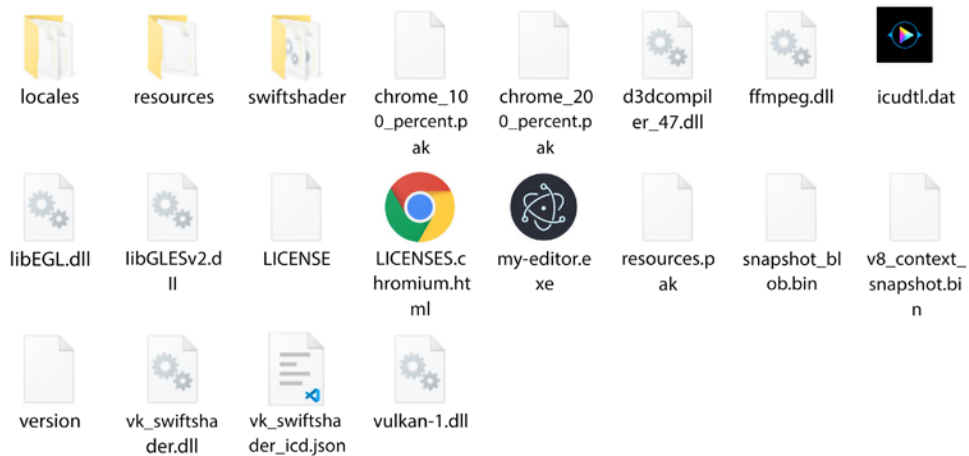 locales
resources
swiftshader
chrome_10
0_percent.p
ak
chrome_20
0_percent.p
ak
d3dcompil
er_47.dll
ffmpeg.dll
icudtl.dat
libEGL.dll
libGLESv2.d
ll
LICENSE
LICENSES.c
hromium.ht
ml
my-editor.e
xe
resources.p
ak
snapshot_bl
ob.bin
v8_context_
snapshot.bi
n
version
vk_swiftsha
der.dll
vk_swiftsha
der_icd.json
vulkan-1.dll